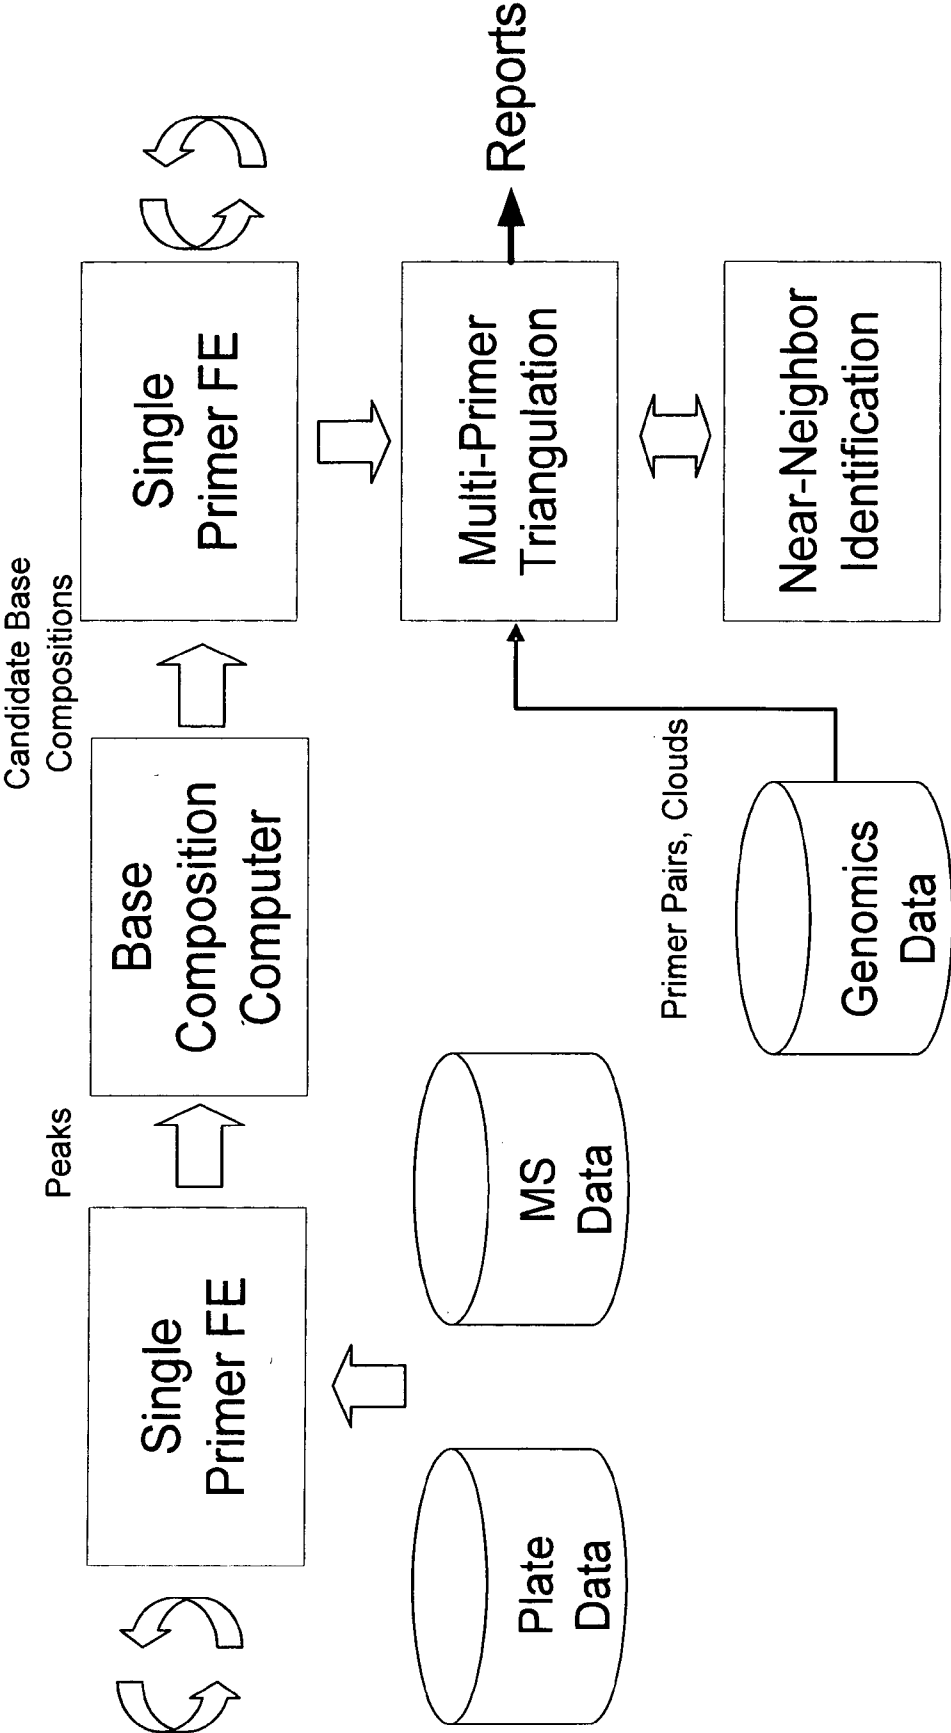 Peaks
Candidate Base
Compositions
Single
Primer FE
Base
Composition
Computer
Single
Primer FE
Plate
Data
MS
Data
Primer Pairs, Clouds
Multi-Primer
Triangulation
Reports
Genomics
Data
Near-Neighbor
Identification